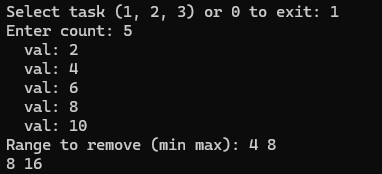 Select task (1, 2, 3) or 0 to exit: 1
Enter count: 5
  val: 2
  val: 4
  val: 6
  val: 8
  val: 10
Range to remove (min max): 4 8
8 16